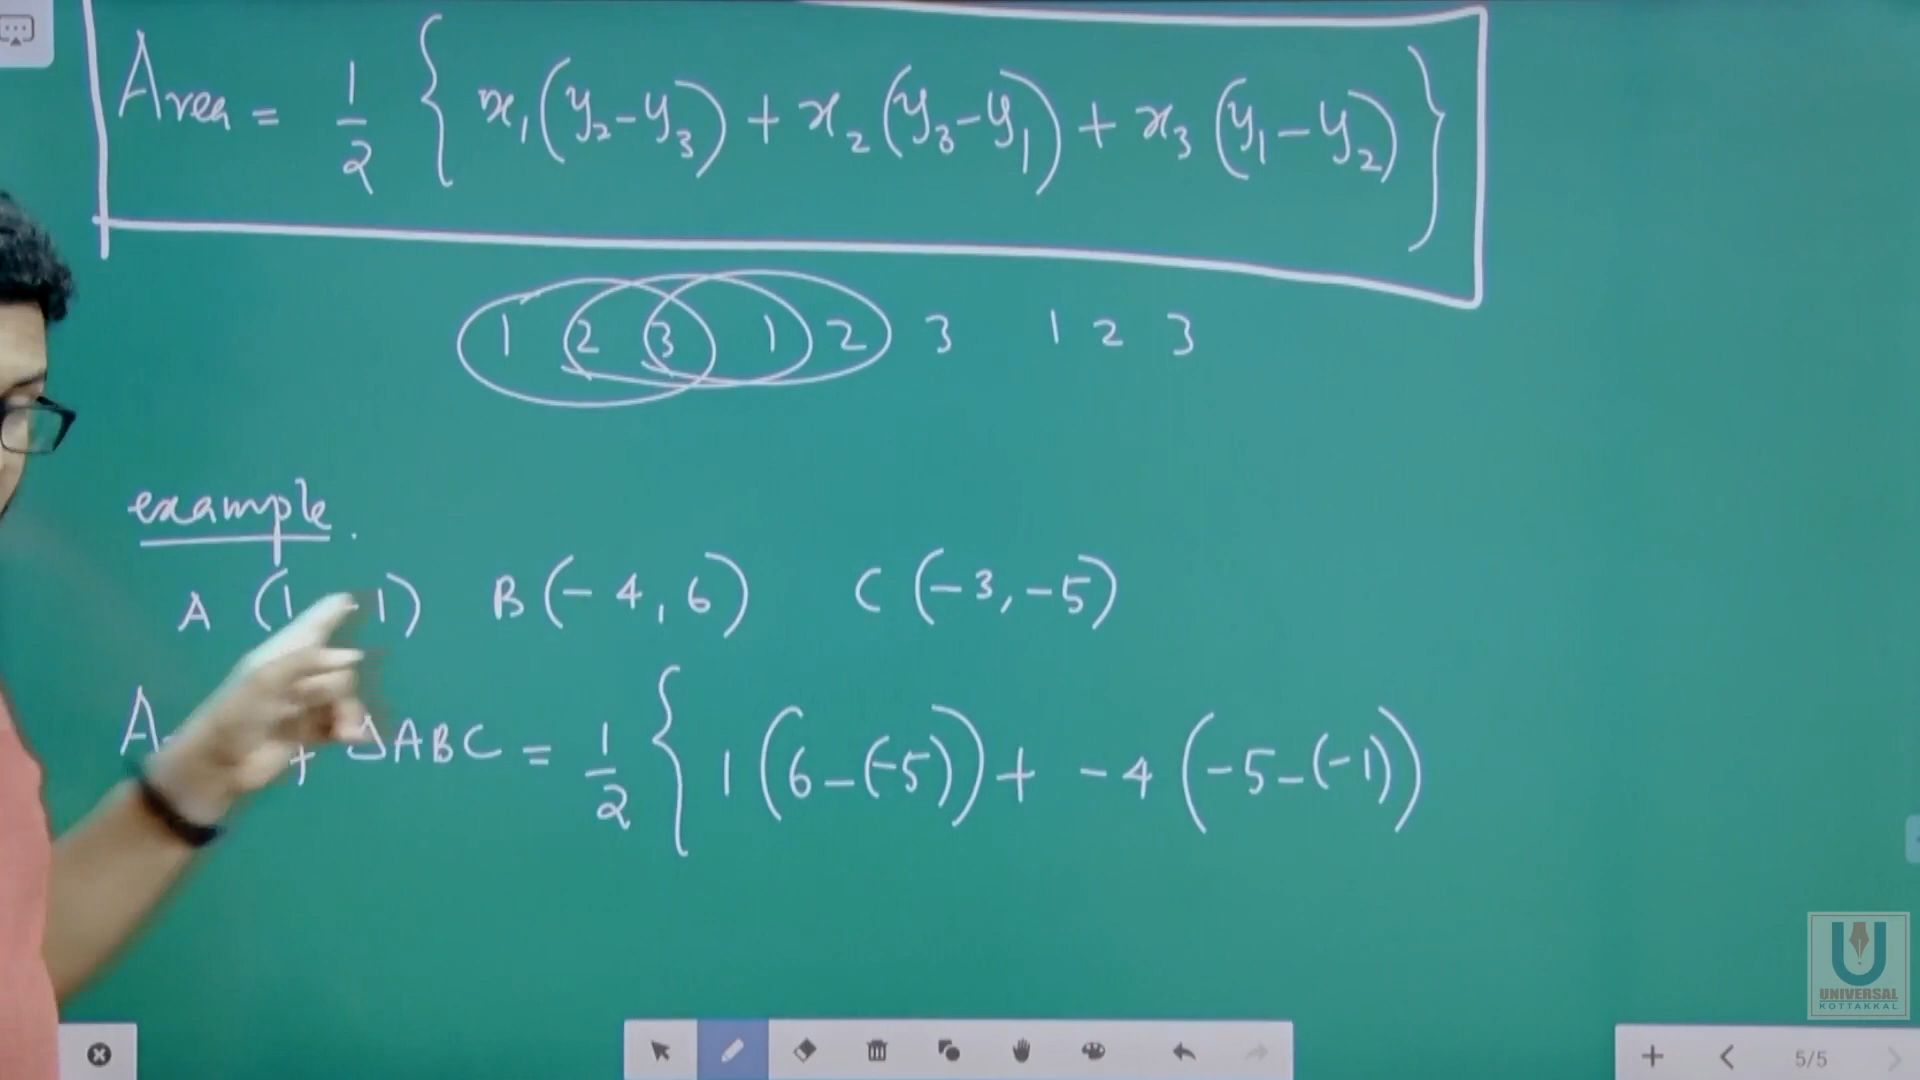 Area = 1/2 { x₁(y₂-y₃) + x₂(y₃-y₁) + x₃(y₁-y₂) }
1 2 3 1 2 3 1 2 3
example.
A (1 -1) B (-4, 6) C (-3, -5)
ΔABC = 1/2 { 1(6-(-5)) + -4(-5-(-1))
UNIVERSAL
KOTTAKKAL
5/5